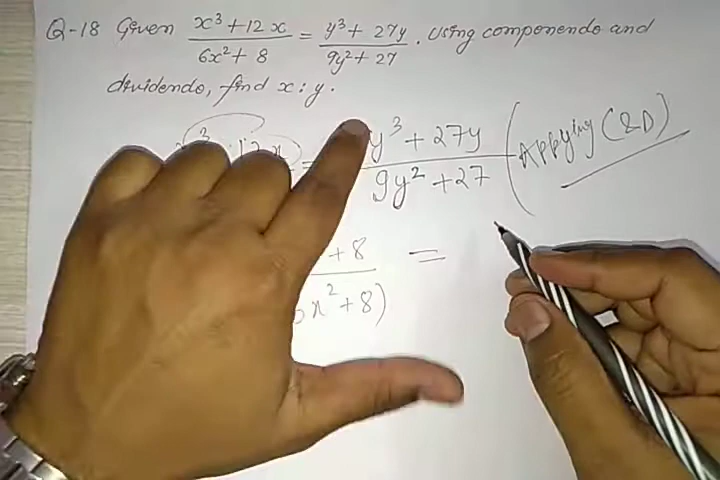 Q-18 Given x³+12x / 6x²+8 = y³+27y / 9y²+27 . Using componendo and
dividendo, find x : y .
= y³+27y / 9y²+27 (Applying (C&D)
+8 / x²+8) =